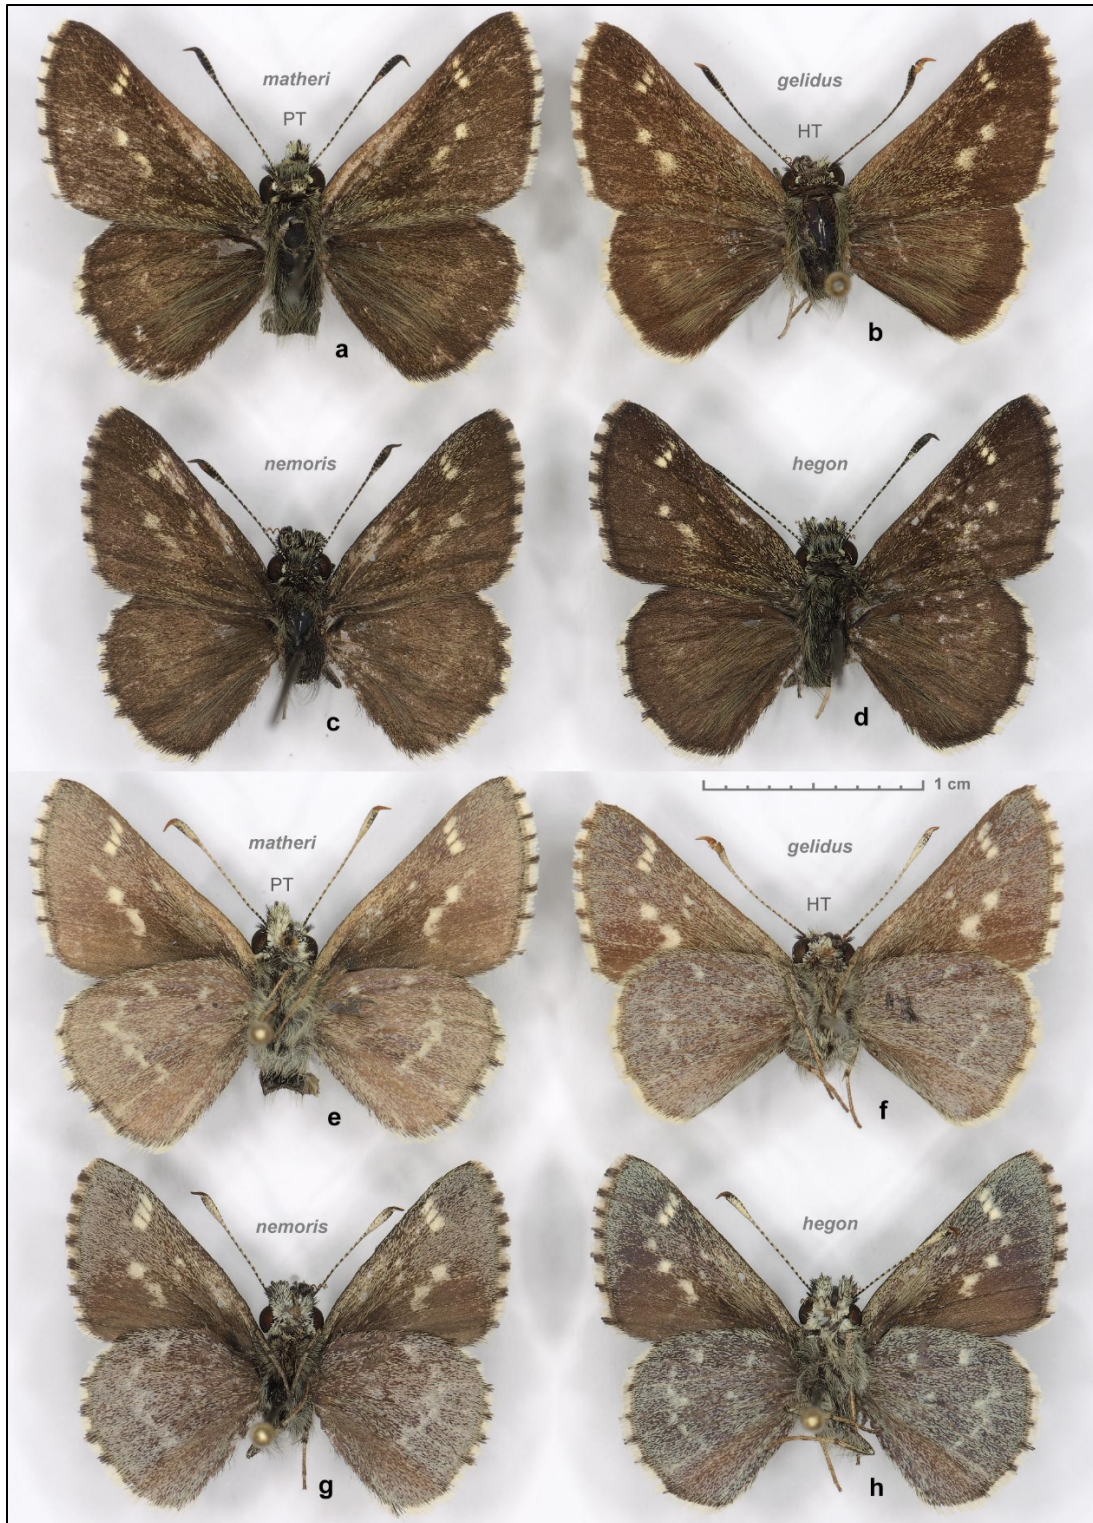 matheri
PT
a
gelidus
HT
b
nemoris
c
hegon
d
1 cm
matheri
PT
e
gelidus
HT
f
nemoris
g
hegon
h